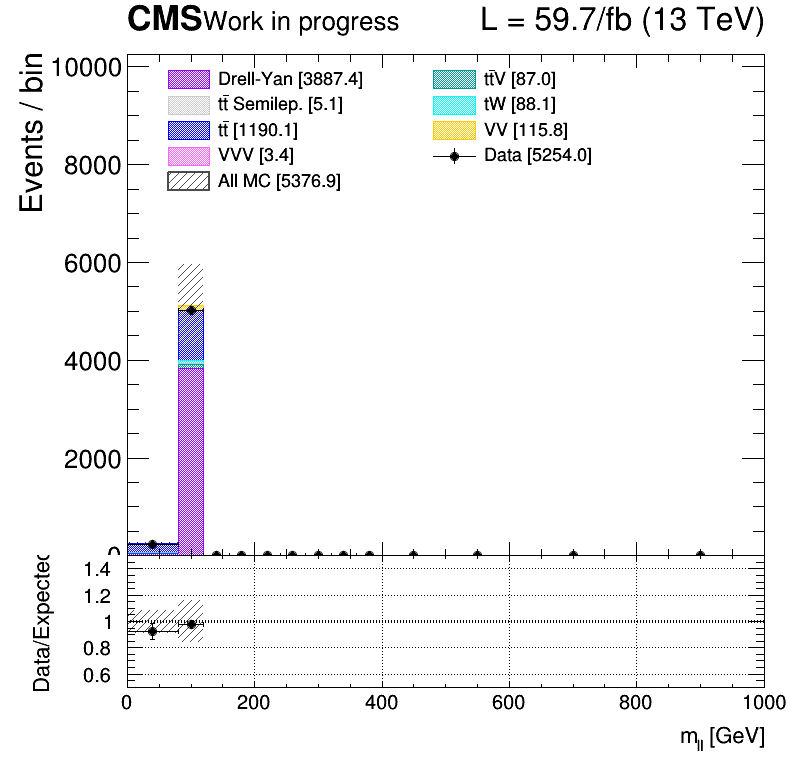 CMS Work in progress L = 59.7/fb (13 TeV)
Events / bin
10000
8000
6000
4000
2000
0
Drell-Yan [3887.4]
tt̄ Semilep. [5.1]
tt̄ [1190.1]
VVV [3.4]
All MC [5376.9]
tt̄V [87.0]
tW [88.1]
VV [115.8]
Data [5254.0]
Data/Expected
1.4
1.2
1
0.8
0.6
0 200 400 600 800 1000
m_ll [GeV]